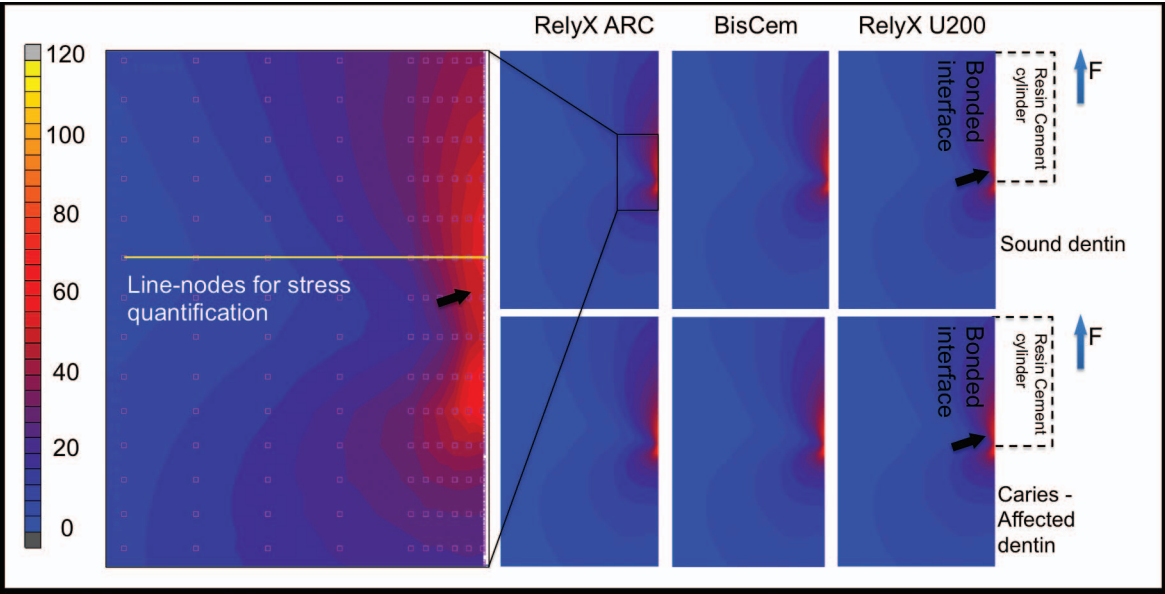 RelyX ARC
BisCem
RelyX U200
120
100
80
60
40
20
0
Line-nodes for stress
quantification
Bonded
interface
Resin Cement
cylinder
F
Sound dentin
Bonded
interface
Resin Cement
cylinder
F
Caries -
Affected
dentin